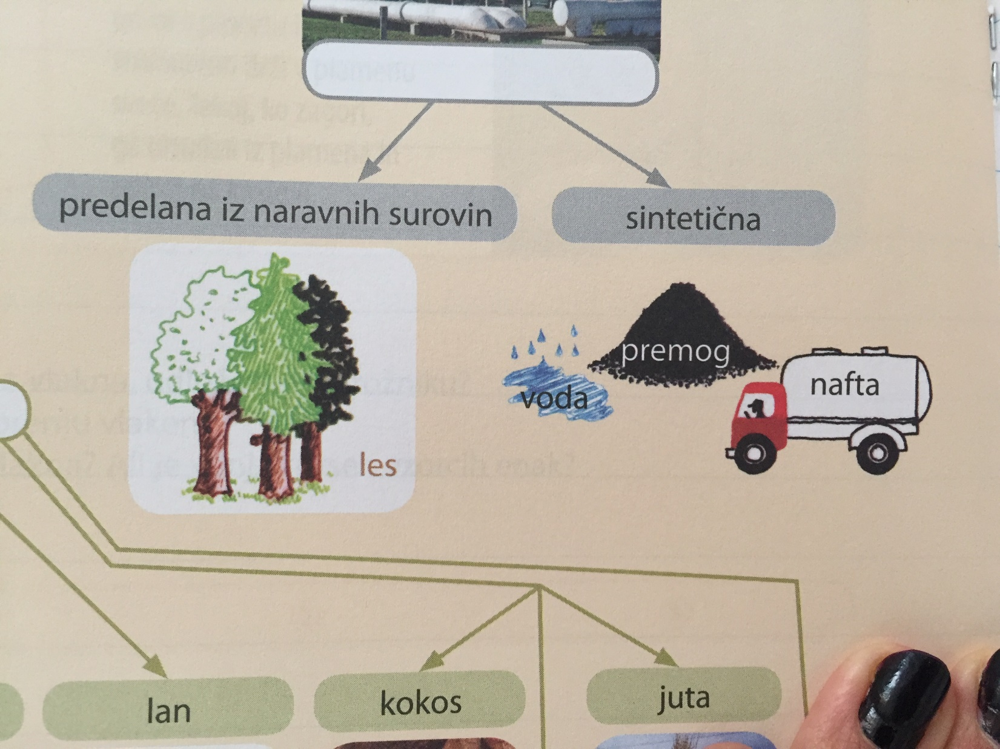 predelana iz naravnih surovin
sintetična
premog
nafta
voda
les
lan
kokos
juta